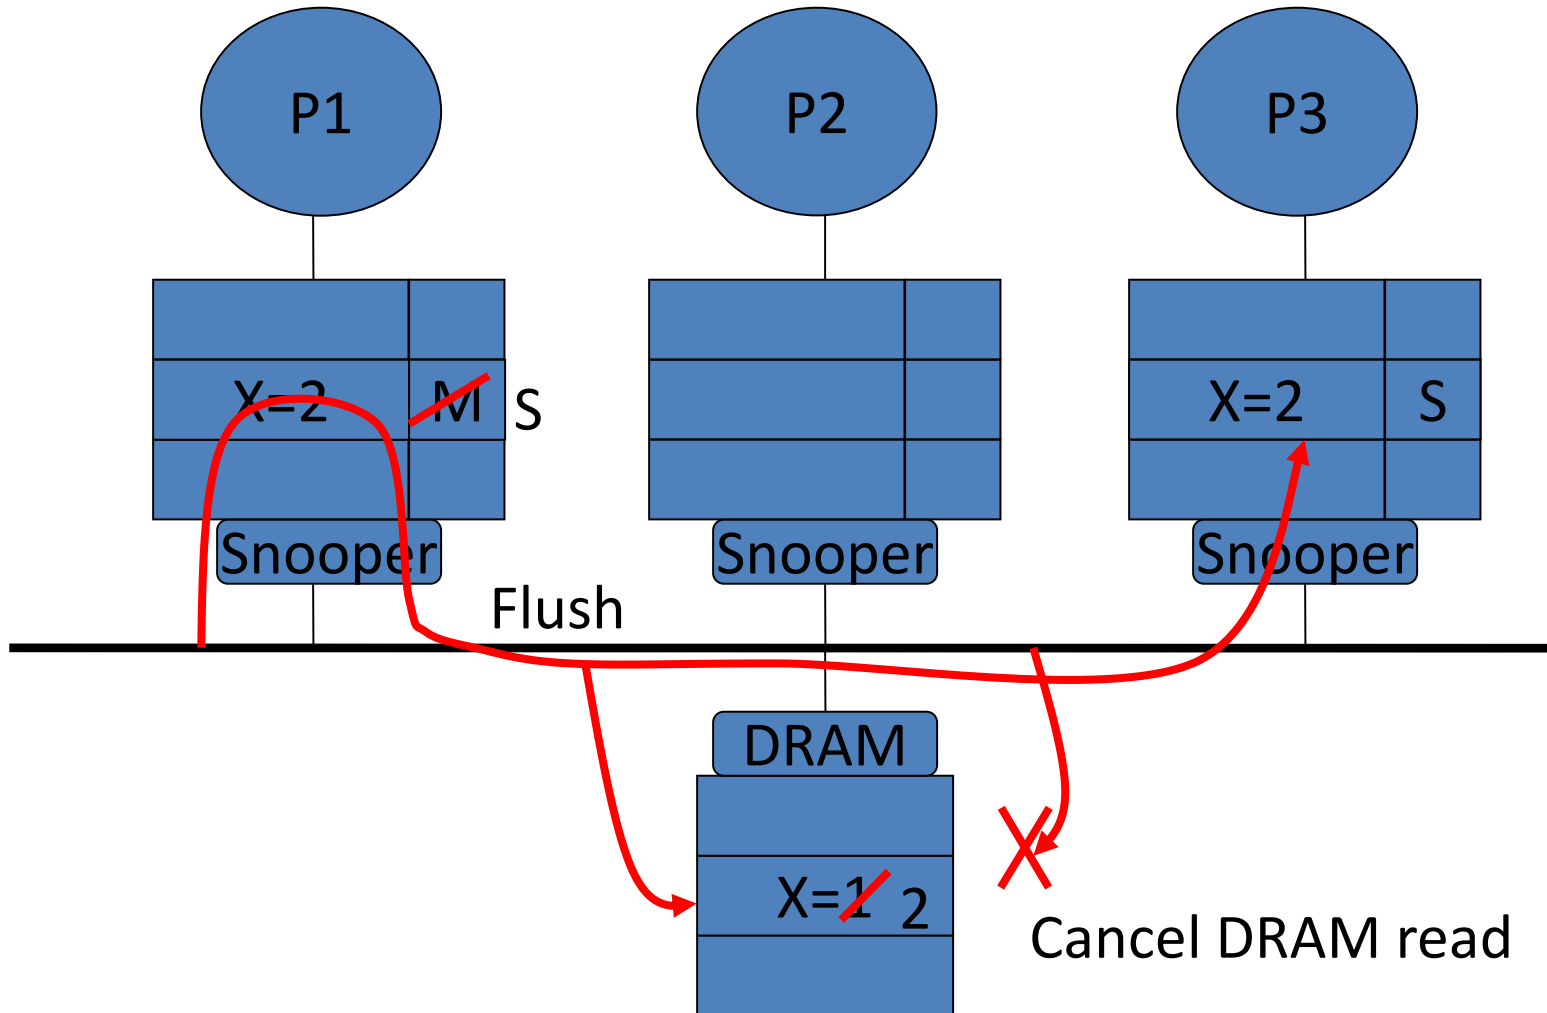 P1
P2
P3
X=2 M S
X=2 S
Snooper
Snooper
Snooper
Flush
DRAM
X=1 2
Cancel DRAM read